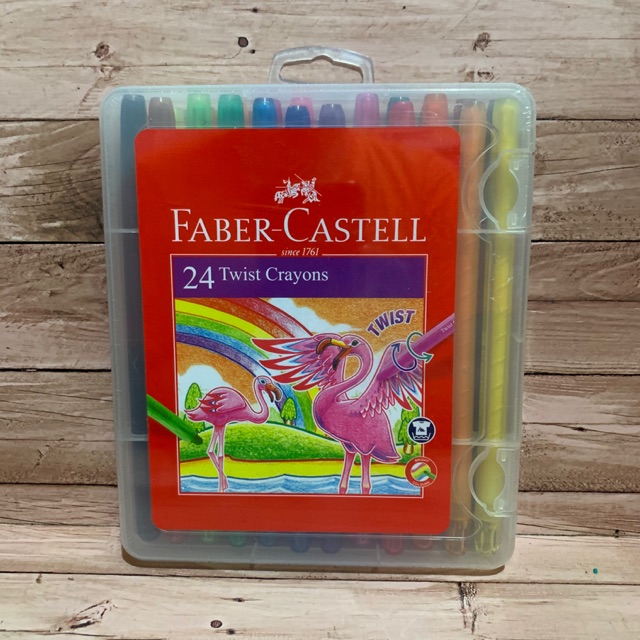 FABER-CASTELL
since 1761
24 Twist Crayons
TWIST